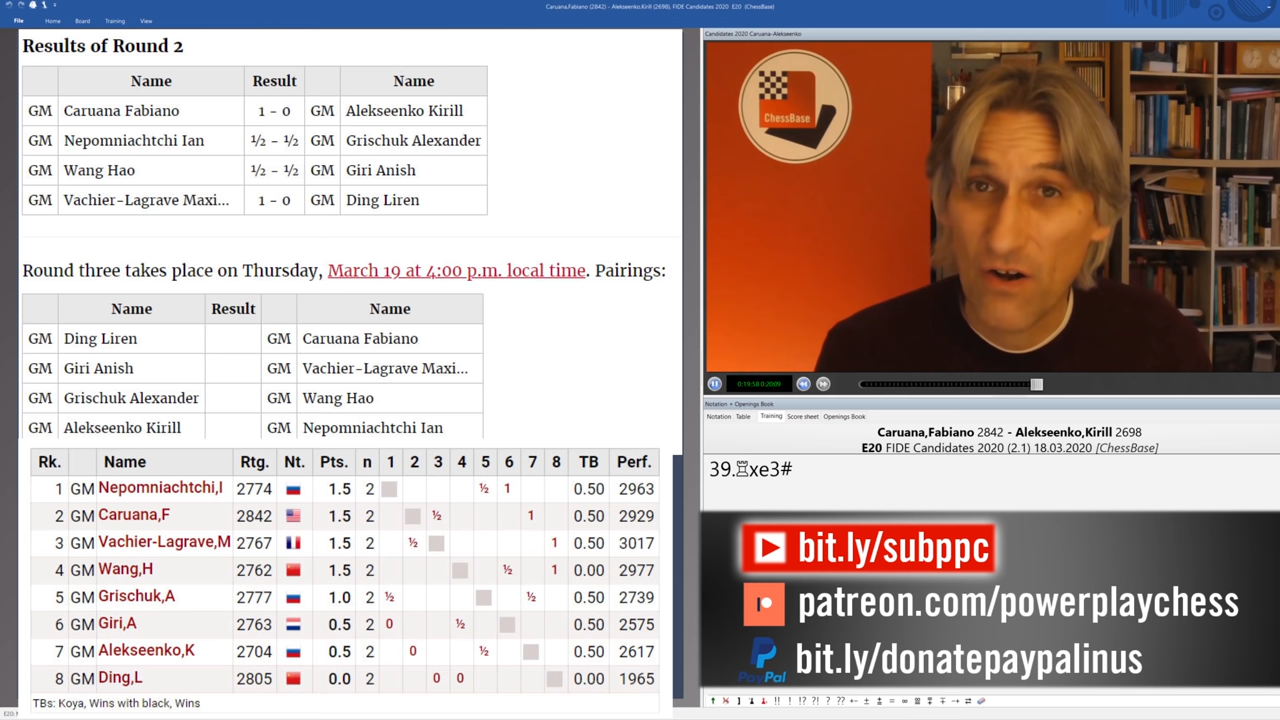 Caruana,Fabiano (2842) - Alekseenko,Kirill (2698), FIDE Candidates 2020 E20 (ChessBase)
File Home Board Training View
Results of Round 2
Name Result Name
GM Caruana Fabiano 1 - 0 GM Alekseenko Kirill
GM Nepomniachtchi Ian ½ - ½ GM Grischuk Alexander
GM Wang Hao ½ - ½ GM Giri Anish
GM Vachier-Lagrave Maxi... 1 - 0 GM Ding Liren
Round three takes place on Thursday, March 19 at 4:00 p.m. local time. Pairings:
Name Result Name
GM Ding Liren GM Caruana Fabiano
GM Giri Anish GM Vachier-Lagrave Maxi...
GM Grischuk Alexander GM Wang Hao
GM Alekseenko Kirill GM Nepomniachtchi Ian
Rk. Name Rtg. Nt. Pts. n 1 2 3 4 5 6 7 8 TB Perf.
1 GM Nepomniachtchi,I 2774 1.5 2 ½ 1 0.50 2963
2 GM Caruana,F 2842 1.5 2 ½ 1 0.50 2929
3 GM Vachier-Lagrave,M 2767 1.5 2 ½ 1 0.50 3017
4 GM Wang,H 2762 1.5 2 ½ 1 0.00 2977
5 GM Grischuk,A 2777 1.0 2 ½ ½ 0.50 2739
6 GM Giri,A 2763 0.5 2 0 ½ 0.50 2575
7 GM Alekseenko,K 2704 0.5 2 0 ½ 0.50 2617
8 GM Ding,L 2805 0.0 2 0 0 0.00 1965
TBs: Koya, Wins with black, Wins
Candidates 2020 Caruana-Alekseenko
ChessBase
0:19:58 0:20:09
Notation + Openings Book
Notation Table Training Score sheet Openings Book
Caruana,Fabiano 2842 - Alekseenko,Kirill 2698
E20 FIDE Candidates (2.1) 18.03.2020 [ChessBase]
39.♖xe3#
bit.ly/subppc
patreon.com/powerplaychess
PayPal bit.ly/donatepaypalinus